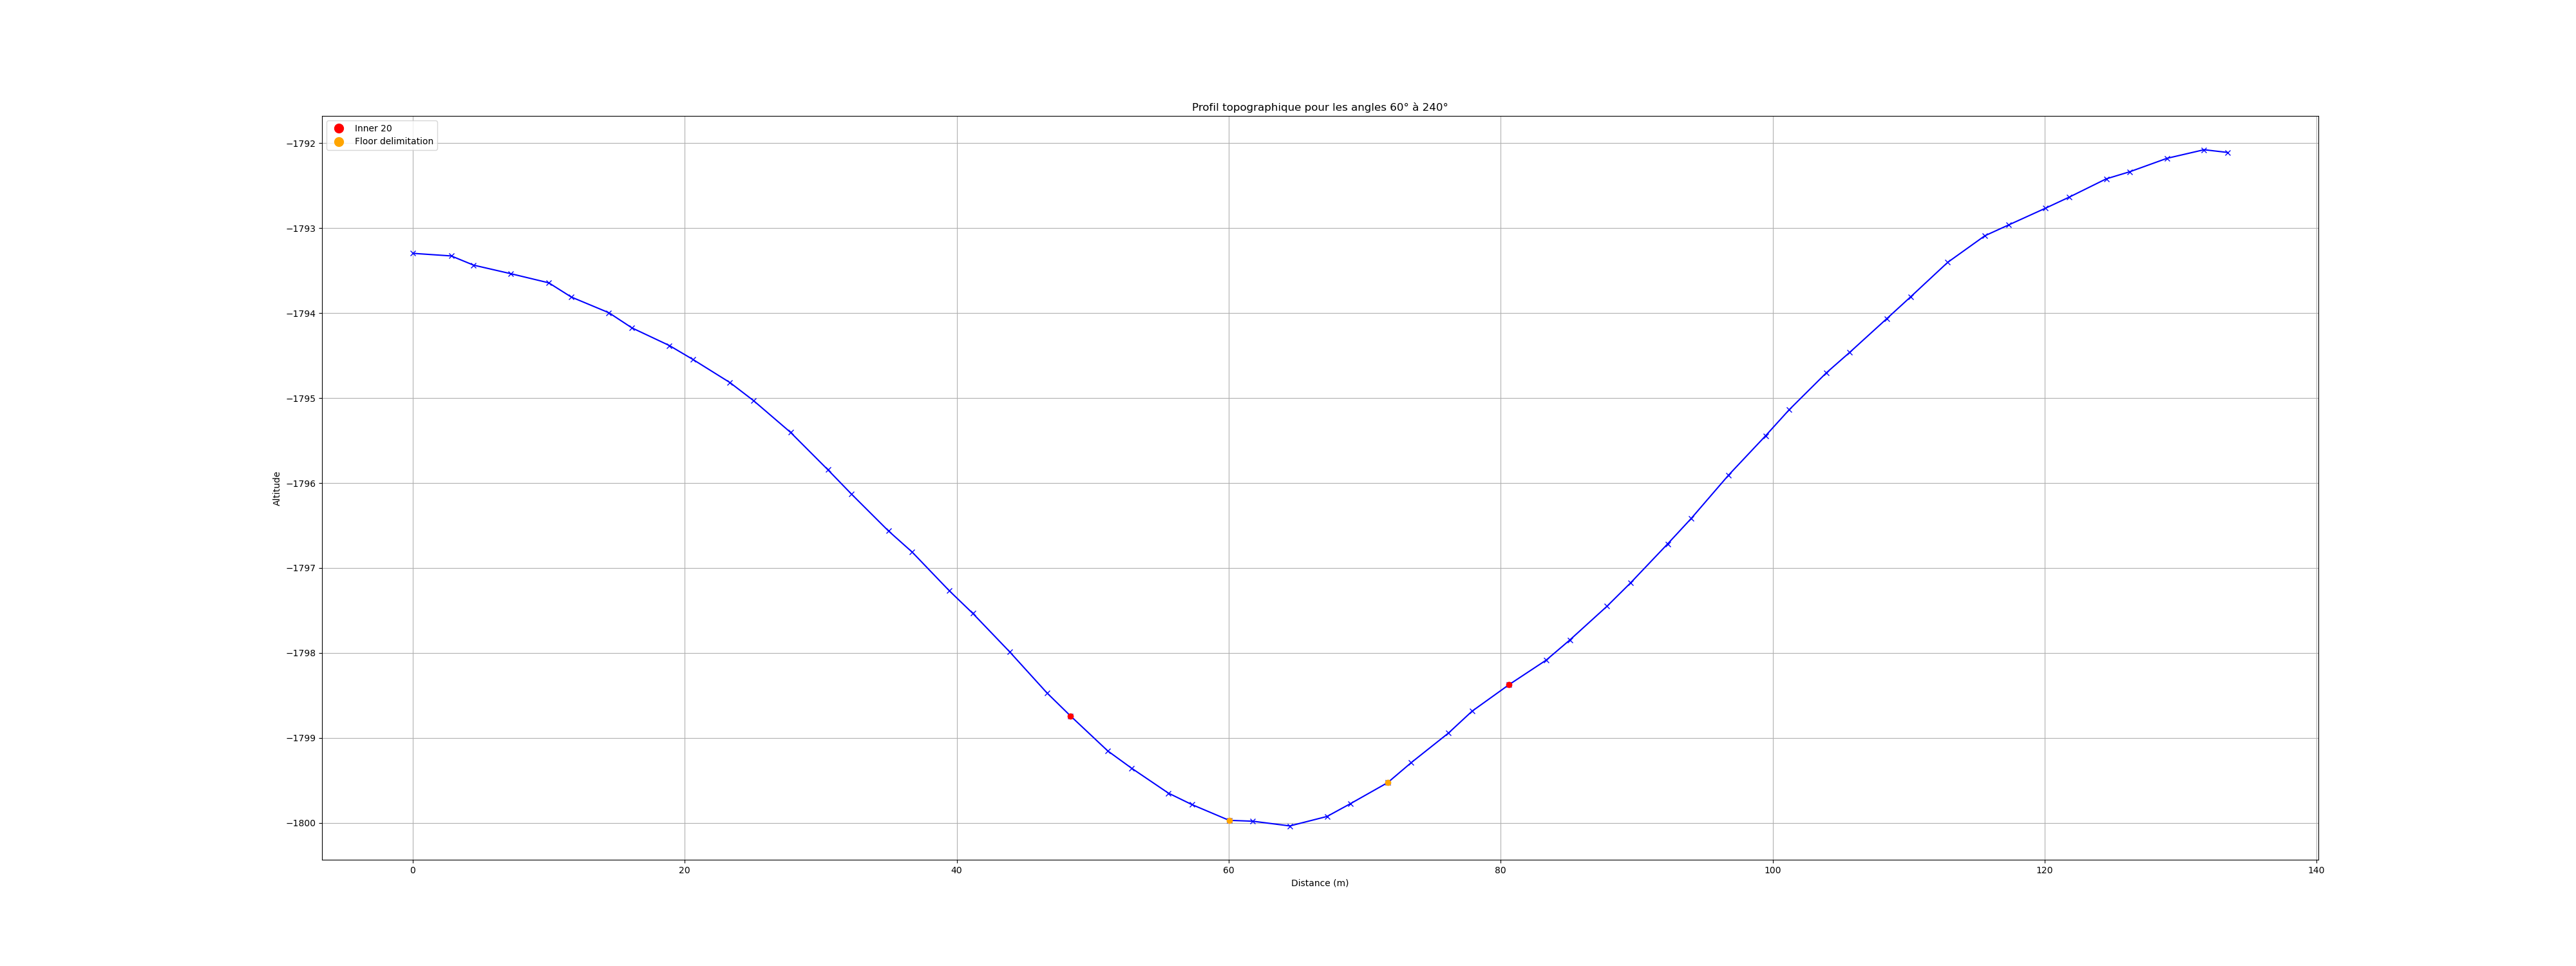 Profil topographique pour les angles 60° à 240°
Inner 20
Floor delimitation
Altitude
−1792
−1793
−1794
−1795
−1796
−1797
−1798
−1799
−1800
0 20 40 60 80 100 120 140
Distance (m)